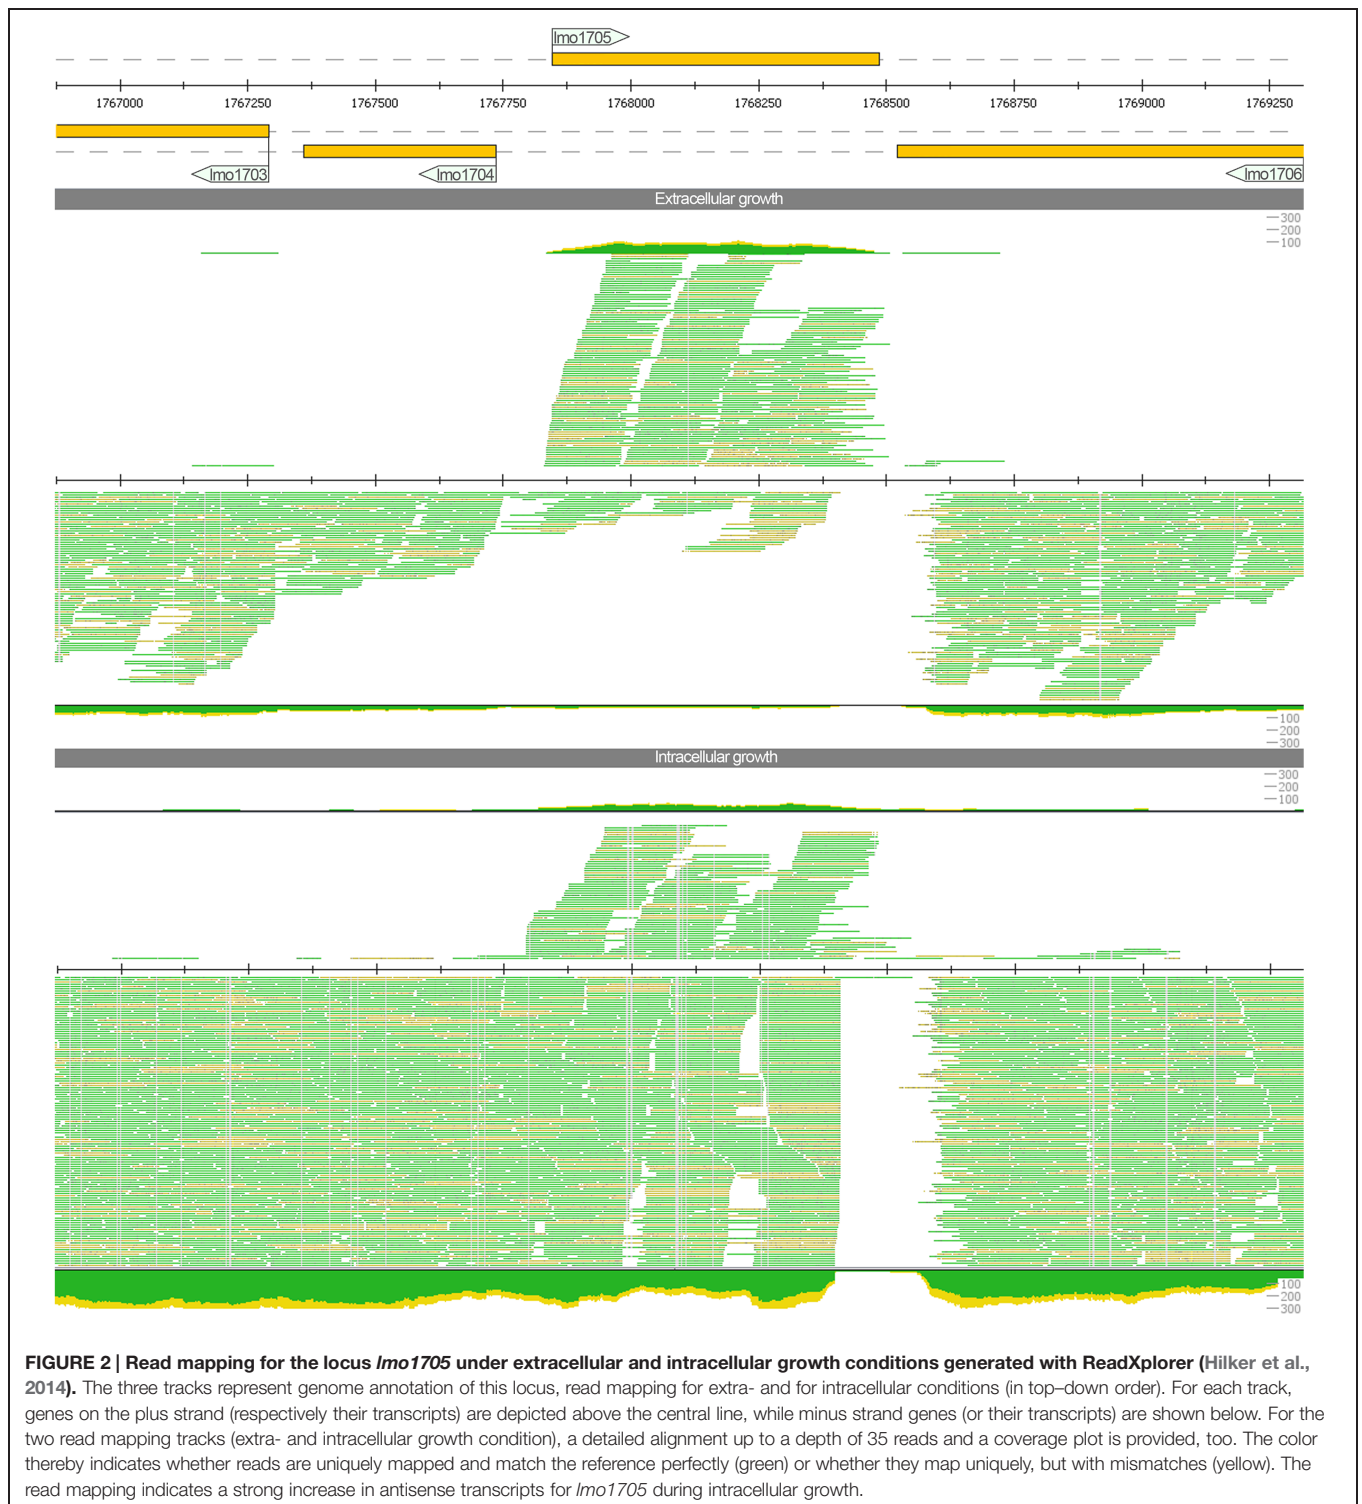 lmo1705
1767000 1767250 1767500 1767750 1768000 1768250 1768500 1768750 1769000 1769250
lmo1703 lmo1704 lmo1706
Extracellular growth
300
200
100
100
200
300
Intracellular growth
300
200
100
100
200
300
FIGURE 2 | Read mapping for the locus lmo1705 under extracellular and intracellular growth conditions generated with ReadXplorer (Hilker et al.,
2014). The three tracks represent genome annotation of this locus, read mapping for extra- and for intracellular conditions (in top–down order). For each track,
genes on the plus strand (respectively their transcripts) are depicted above the central line, while minus strand genes (or their transcripts) are shown below. For the
two read mapping tracks (extra- and intracellular growth condition), a detailed alignment up to a depth of 35 reads and a coverage plot is provided, too. The color
thereby indicates whether reads are uniquely mapped and match the reference perfectly (green) or whether they map uniquely, but with mismatches (yellow). The
read mapping indicates a strong increase in antisense transcripts for lmo1705 during intracellular growth.